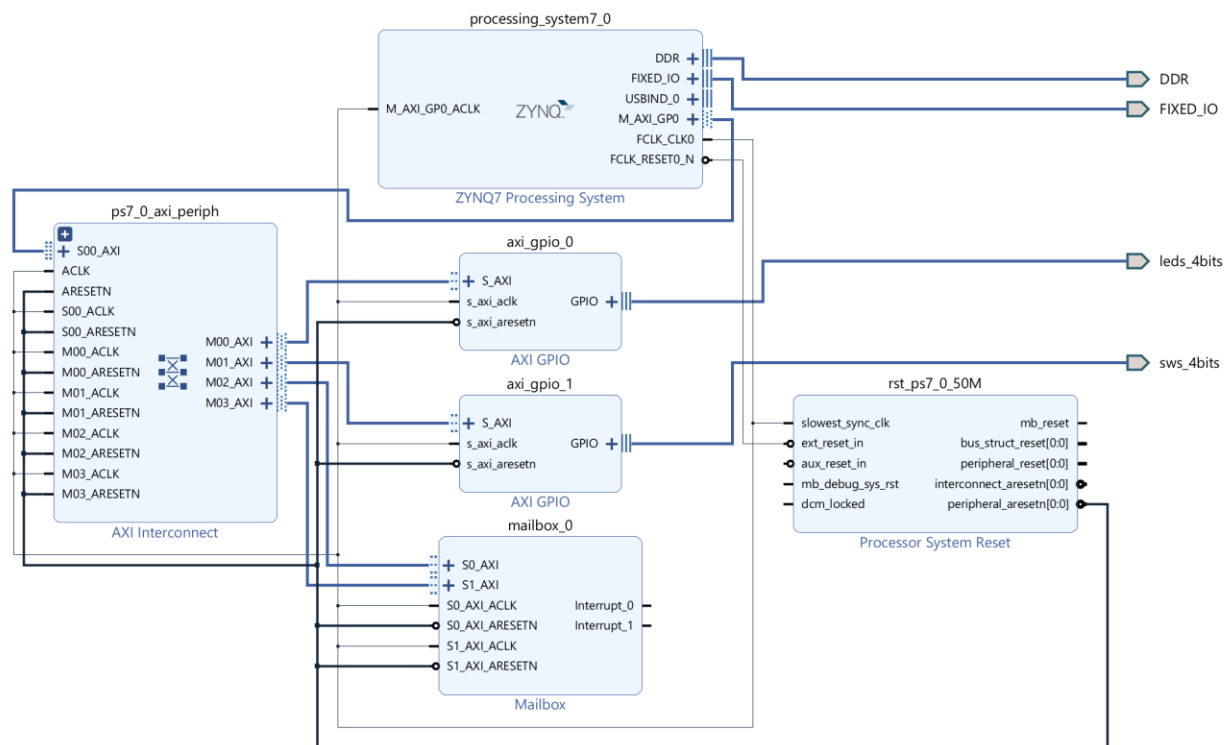 processing_system7_0
DDR
FIXED_IO
USBIND_0
M_AXI_GP0
FCLK_CLK0
FCLK_RESET0_N
M_AXI_GP0_ACLK
ZYNQ
ZYNQ7 Processing System
DDR
FIXED_IO
ps7_0_axi_periph
S00_AXI
ACLK
ARESETN
S00_ACLK
S00_ARESETN
M00_ACLK
M00_ARESETN
M01_ACLK
M01_ARESETN
M02_ACLK
M02_ARESETN
M03_ACLK
M03_ARESETN
M00_AXI
M01_AXI
M02_AXI
M03_AXI
AXI Interconnect
axi_gpio_0
S_AXI
s_axi_aclk
s_axi_aresetn
GPIO
AXI GPIO
leds_4bits
axi_gpio_1
S_AXI
s_axi_aclk
s_axi_aresetn
GPIO
AXI GPIO
sws_4bits
rst_ps7_0_50M
slowest_sync_clk
ext_reset_in
aux_reset_in
mb_debug_sys_rst
dcm_locked
mb_reset
bus_struct_reset[0:0]
peripheral_reset[0:0]
interconnect_aresetn[0:0]
peripheral_aresetn[0:0]
Processor System Reset
mailbox_0
S0_AXI
S1_AXI
S0_AXI_ACLK
S0_AXI_ARESETN
S1_AXI_ACLK
S1_AXI_ARESETN
Interrupt_0
Interrupt_1
Mailbox